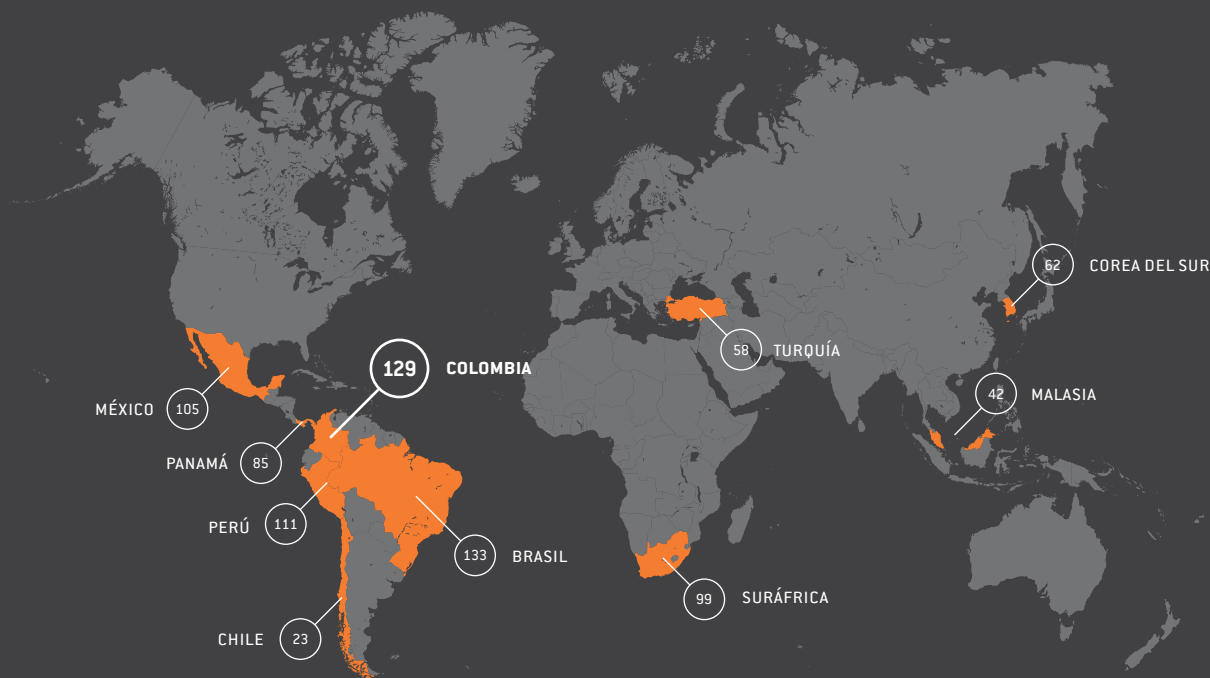 62 COREA DEL SUR
58 TURQUÍA
129 COLOMBIA
42 MALASIA
MÉXICO 105
PANAMÁ 85
PERÚ 111
133 BRASIL
99 SURÁFRICA
CHILE 23